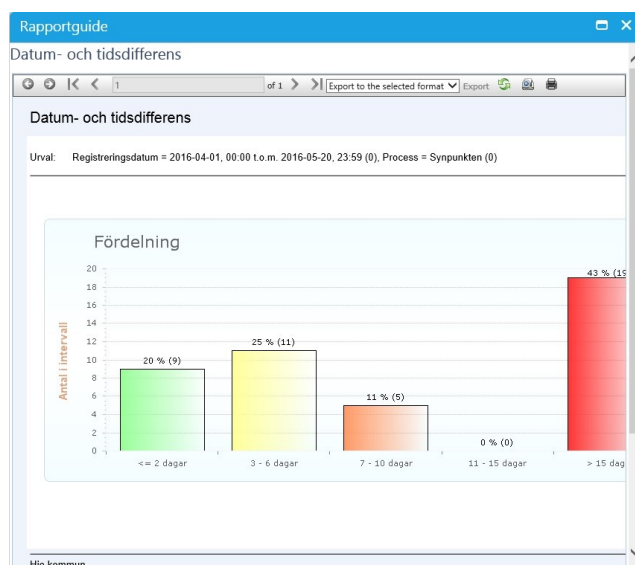 Rapportguide
Datum- och tidsdifferens
1 of 1 Export to the selected format Export
Datum- och tidsdifferens
Urval: Registreringsdatum = 2016-04-01, 00:00 t.o.m. 2016-05-20, 23:59 (0), Process = Synpunkten (0)
Fördelning
Antal i intervall
20
18
16
14
12
10
8
6
4
2
0
20 % (9)
25 % (11)
11 % (5)
0 % (0)
43 % (19
<= 2 dagar
3 - 6 dagar
7 - 10 dagar
11 - 15 dagar
> 15 dag